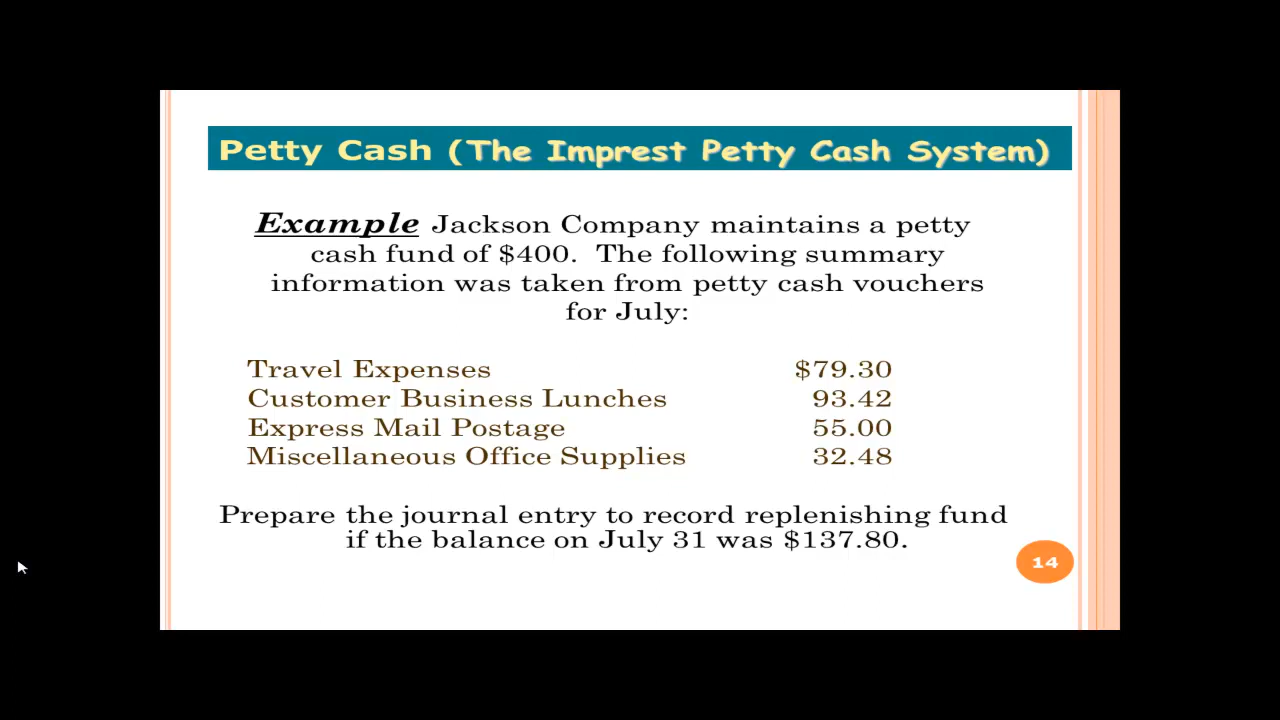 Petty Cash (The Imprest Petty Cash System)
Example Jackson Company maintains a petty
cash fund of $400. The following summary
information was taken from petty cash vouchers
for July:
Travel Expenses $79.30
Customer Business Lunches 93.42
Express Mail Postage 55.00
Miscellaneous Office Supplies 32.48
Prepare the journal entry to record replenishing fund
if the balance on July 31 was $137.80.
14